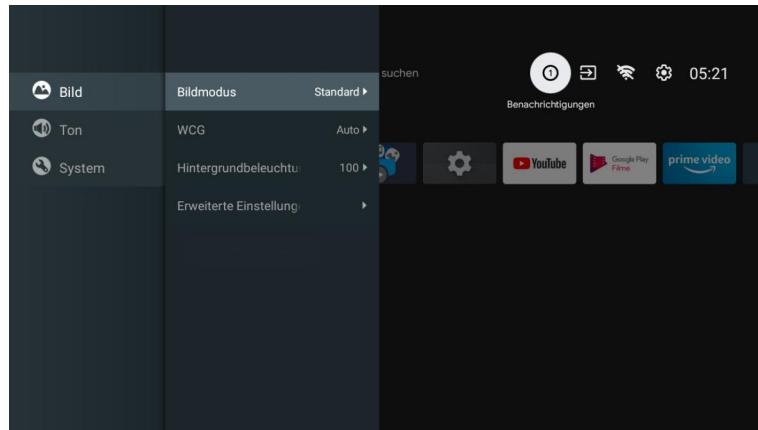 suchen
1
05:21
Benachrichtigungen
Bild
Ton
System
Bildmodus Standard
WCG Auto
Hintergrundbeleuchtu 100
Erweiterte Einstellung
YouTube
Google Play
Filme
prime video